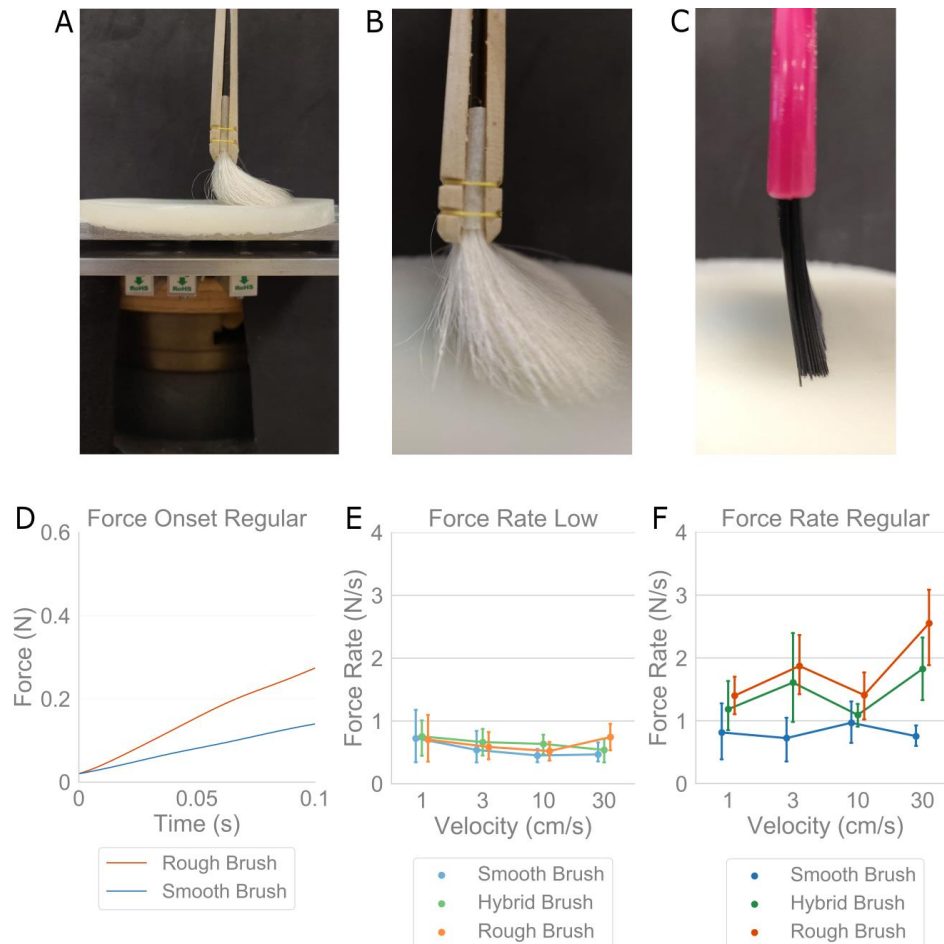 A
B
C
RoHS
RoHS
RoHS
D
Force Onset Regular
0.6
0.4
0.2
0
Force (N)
0
0.05
0.1
Time (s)
Rough Brush
Smooth Brush
E
Force Rate Low
4
3
2
1
0
Force Rate (N/s)
1
3
10
30
Velocity (cm/s)
Smooth Brush
Hybrid Brush
Rough Brush
F
Force Rate Regular
4
3
2
1
0
Force Rate (N/s)
1
3
10
30
Velocity (cm/s)
Smooth Brush
Hybrid Brush
Rough Brush